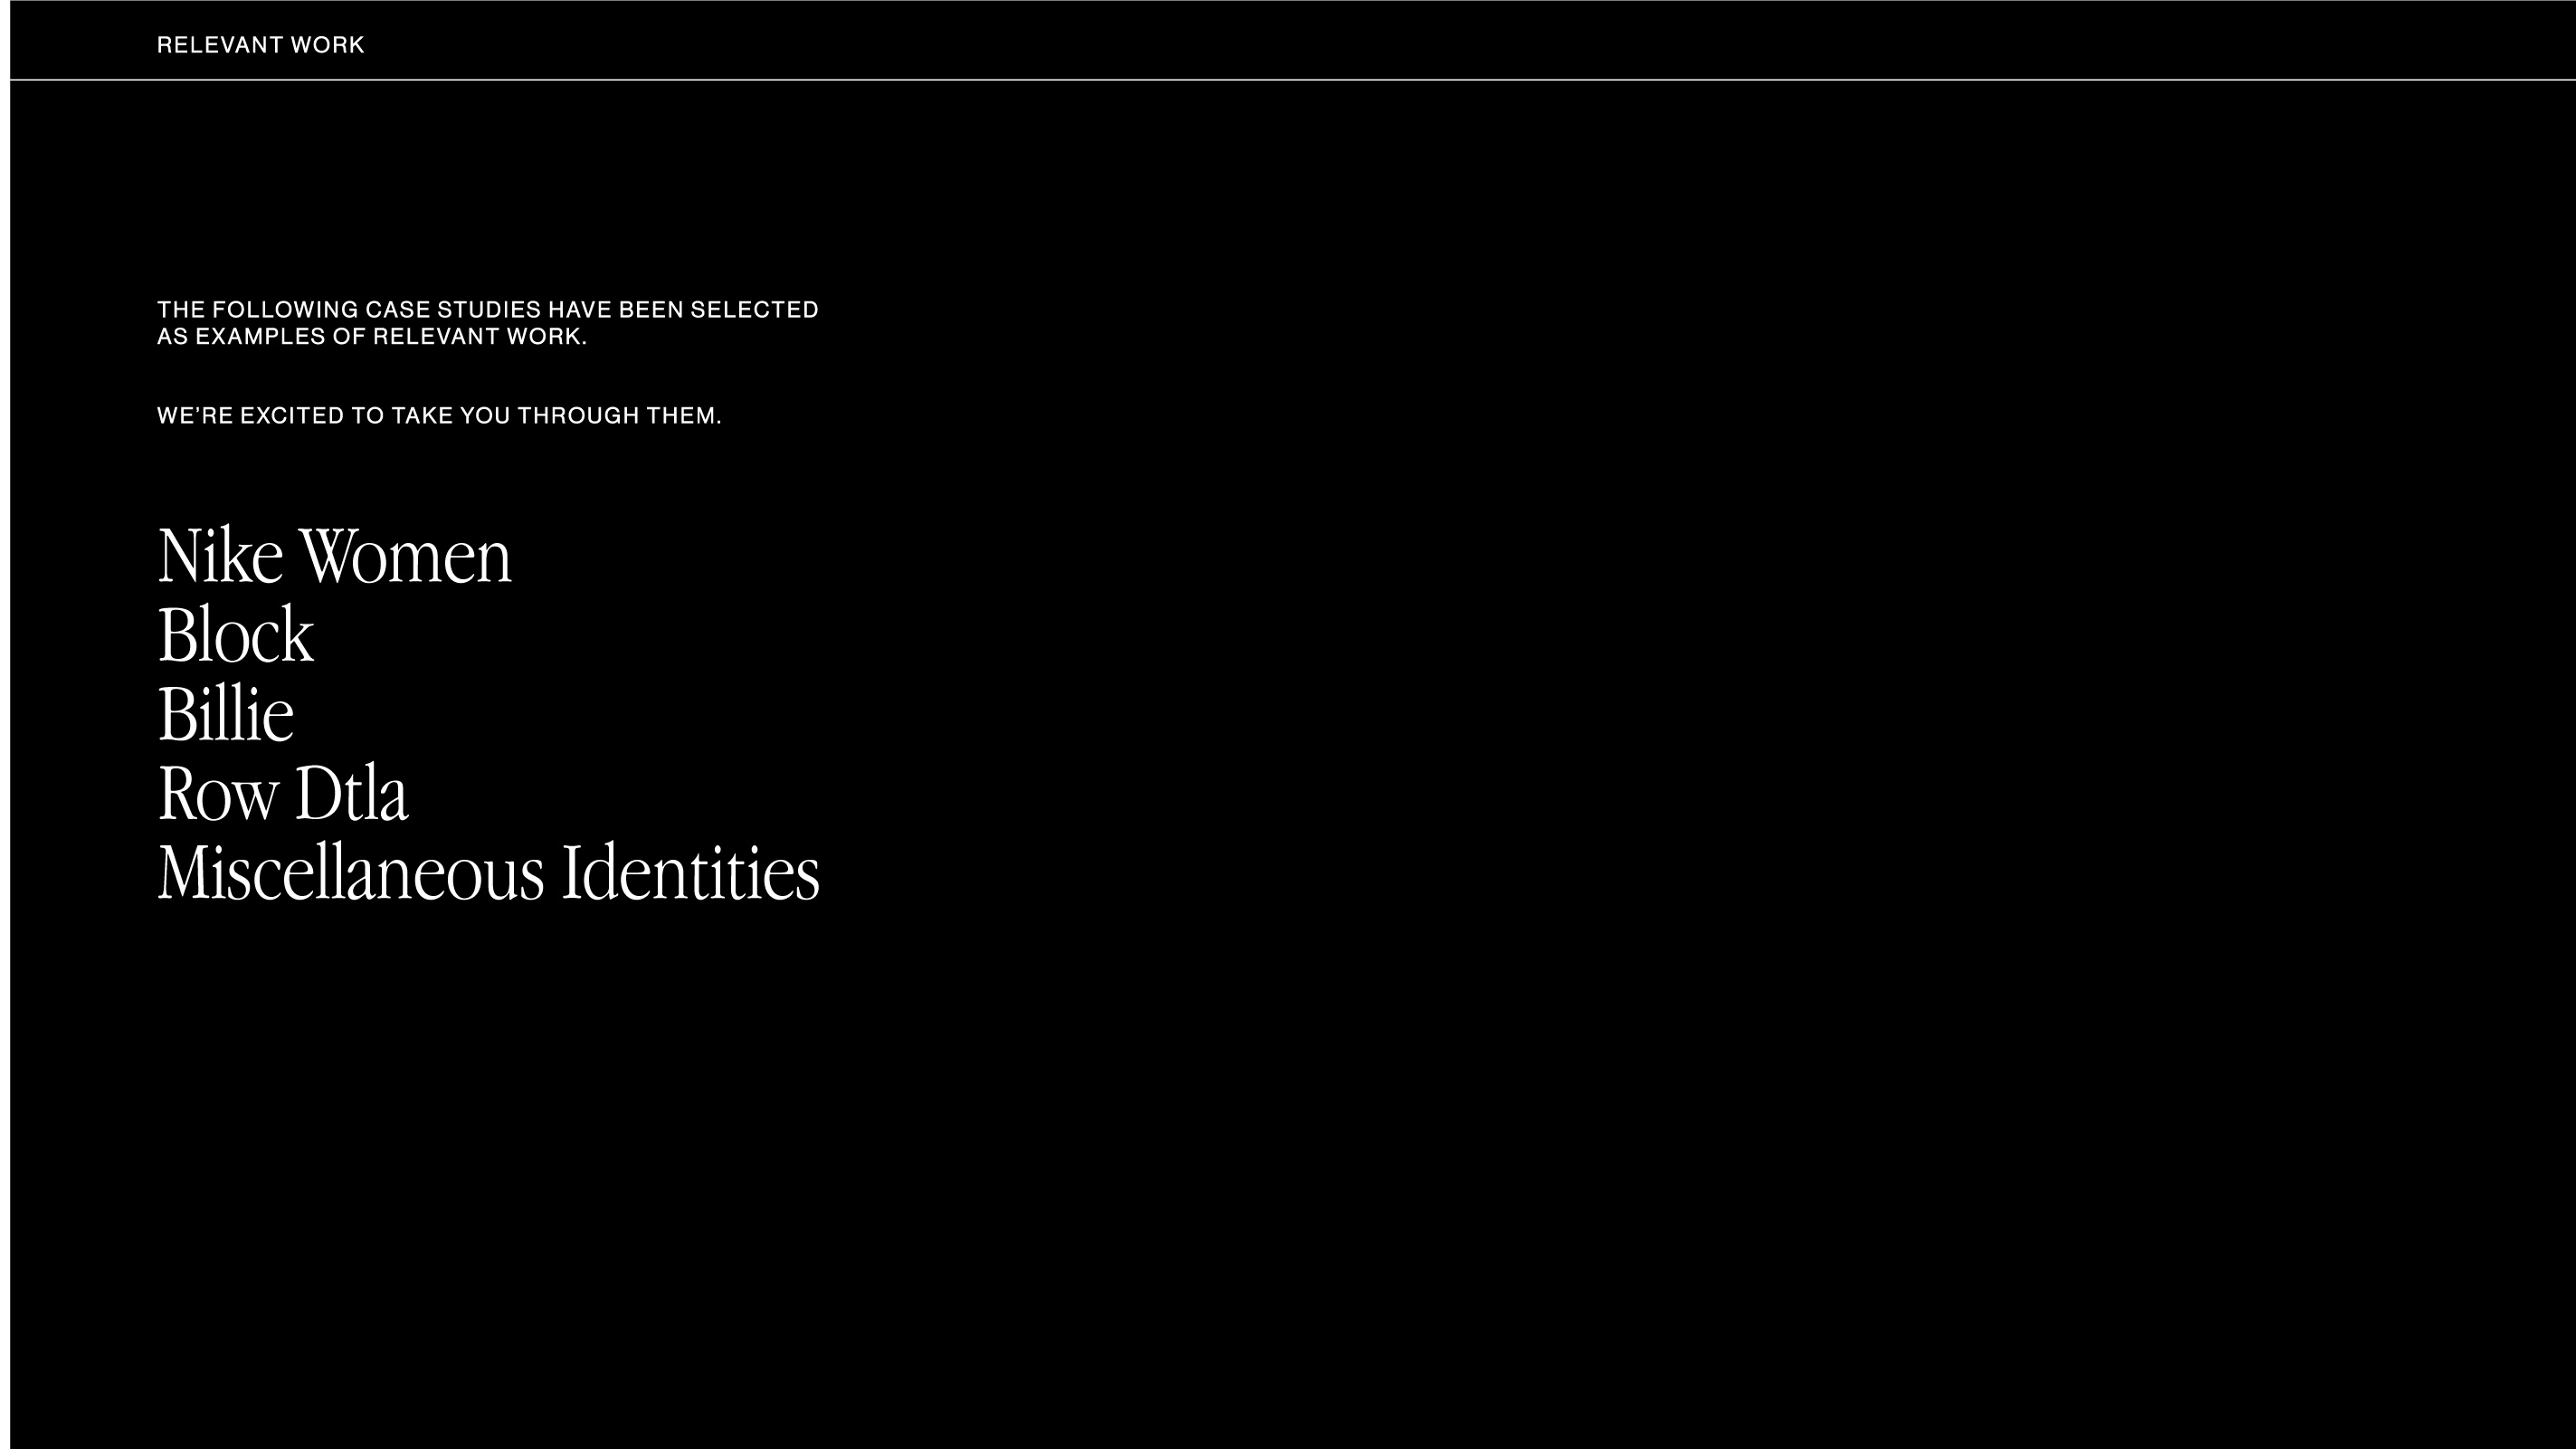 RELEVANT WORK
THE FOLLOWING CASE STUDIES HAVE BEEN SELECTED
AS EXAMPLES OF RELEVANT WORK.
WE’RE EXCITED TO TAKE YOU THROUGH THEM.
Nike Women
Block
Billie
Row Dtla
Miscellaneous Identities